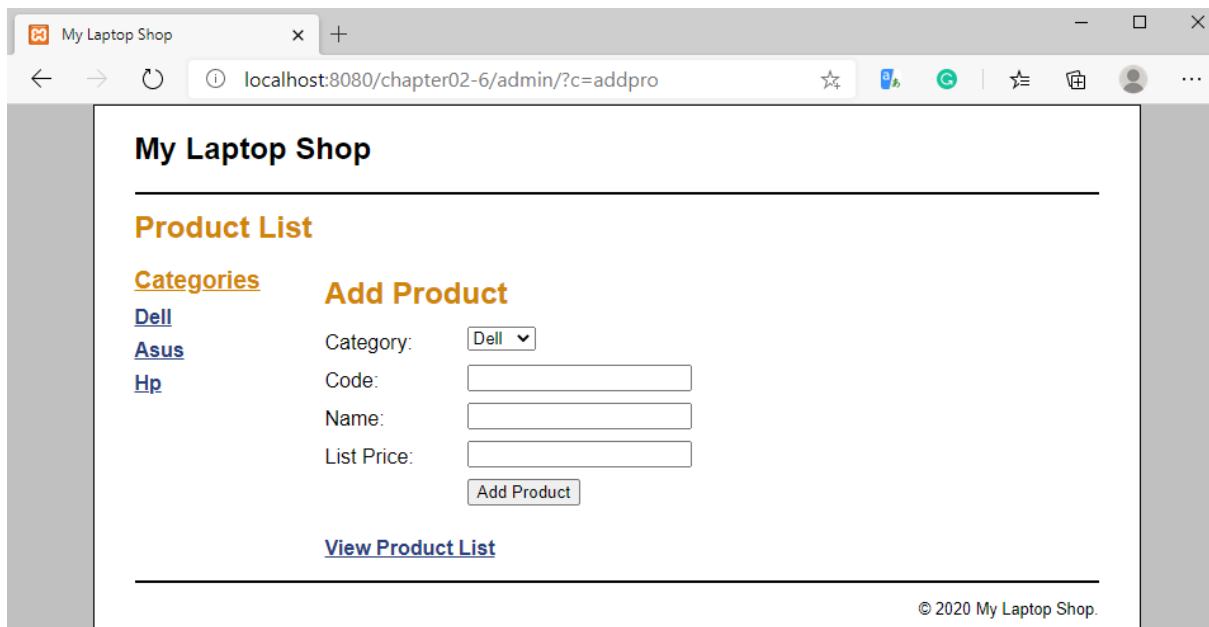 My Laptop Shop
localhost:8080/chapter02-6/admin/?c=addpro
My Laptop Shop
Product List
Categories
Dell
Asus
Hp
Add Product
Category: Dell
Code:
Name:
List Price:
Add Product
View Product List
© 2020 My Laptop Shop.